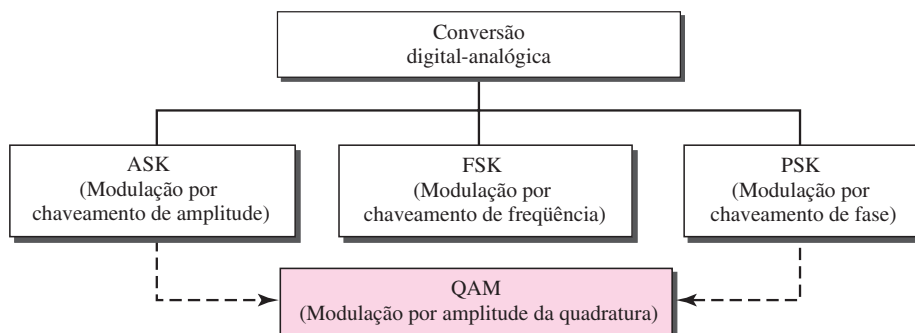 Conversão
digital-analógica
ASK
(Modulação por
chaveamento de amplitude)
FSK
(Modulação por
chaveamento de freqüência)
PSK
(Modulação por
chaveamento de fase)
QAM
(Modulação por amplitude da quadratura)